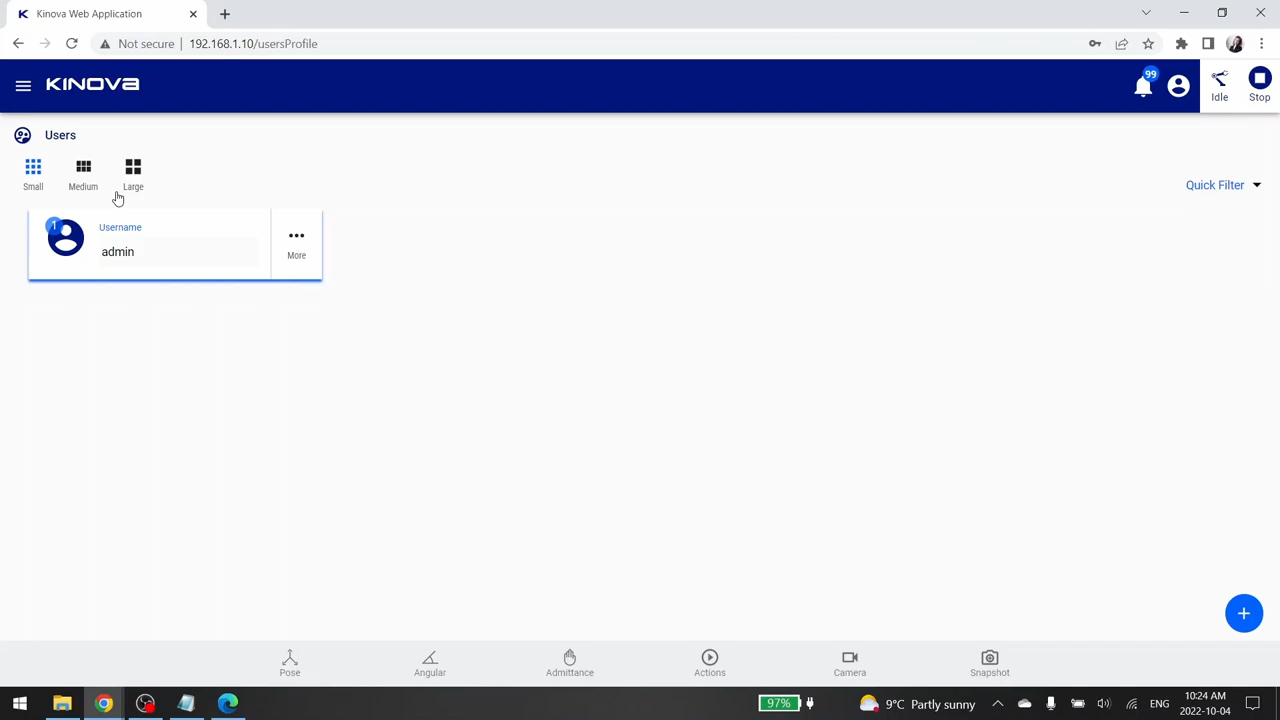 Kinova Web Application
Not secure
192.168.1.10/usersProfile
KINOVA
99
Idle
Stop
Users
Small
Medium
Large
Quick Filter
1
Username
admin
More
Pose
Angular
Admittance
Actions
Camera
Snapshot
97%
9°C Partly sunny
ENG
10:24 AM
2022-10-04